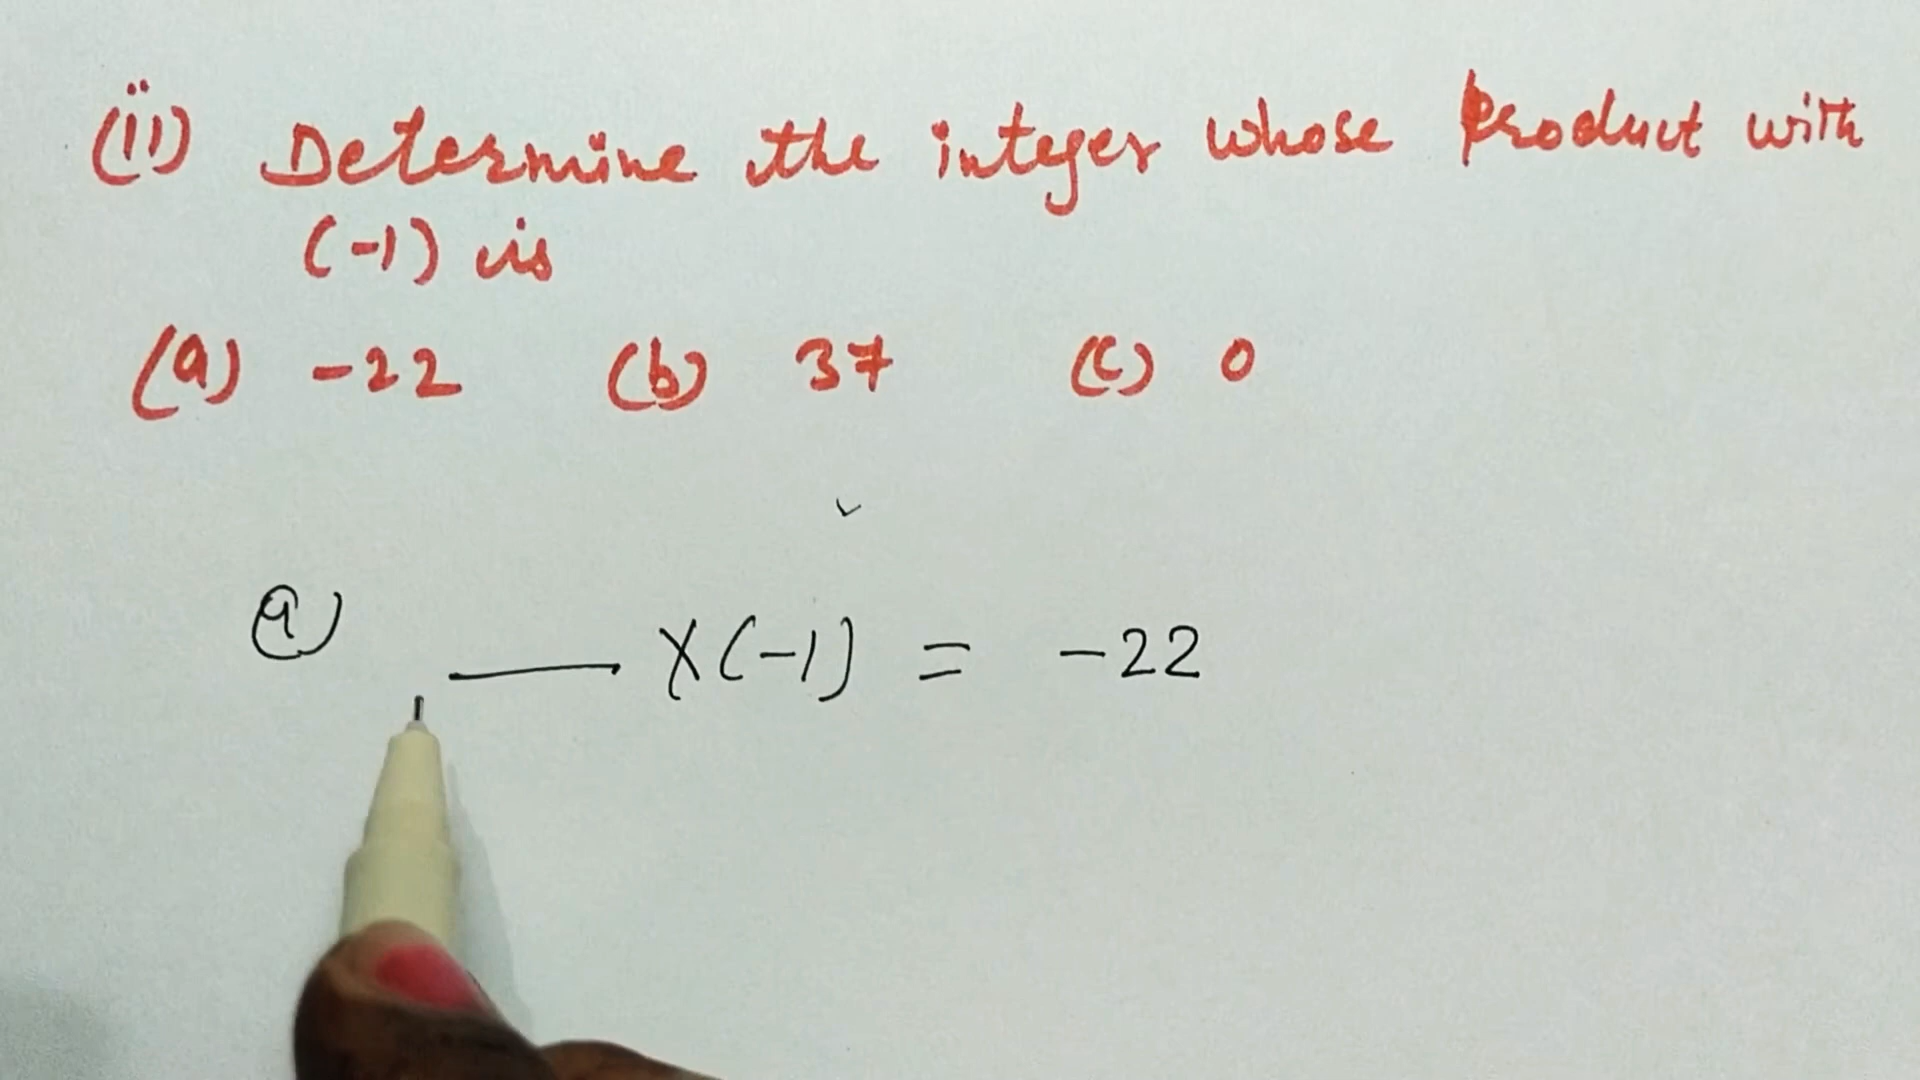 (ii) Determine the integer whose product with
(-1) is
(a) -22 (b) 37 (c) 0
a) ___ X(-1) = -22